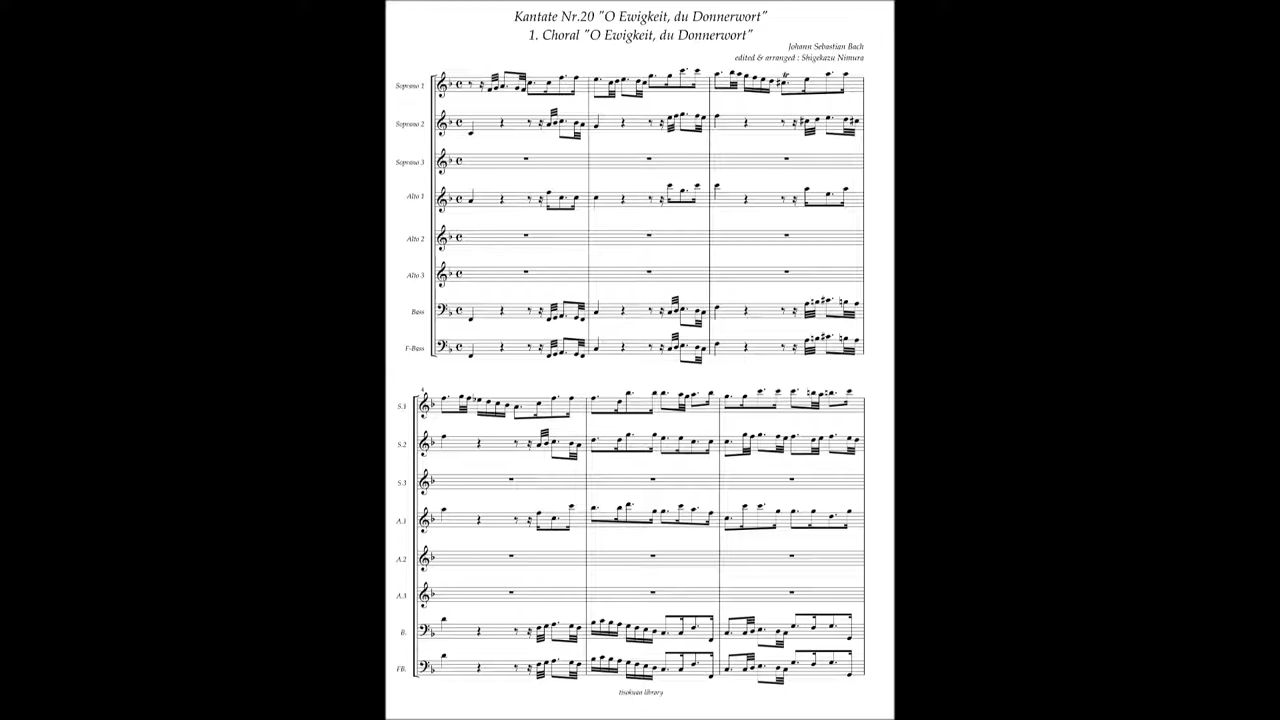 Kantate Nr.20 "O Ewigkeit, du Donnerwort"
1. Choral "O Ewigkeit, du Donnerwort"
Johann Sebastian Bach
edited & arranged : Shigekazu Nimura
Soprano 1
Soprano 2
Soprano 3
Alto 1
Alto 2
Alto 3
Bass
F-Bass
4
S.1
S.2
S.3
A.1
A.2
A.3
B.
FB.
library